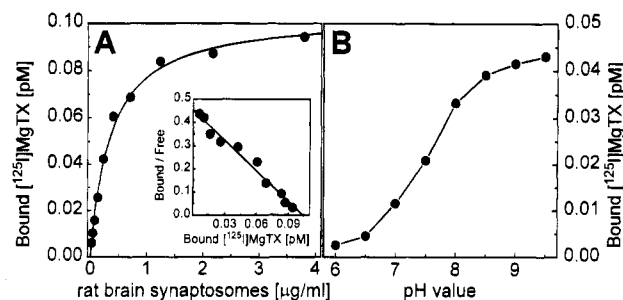 A
Bound [¹²⁵I]MgTX [pM]
0.10
0.08
0.06
0.04
0.02
0.00
0 1 2 3 4
rat brain synaptosomes [µg/ml]
Bound / Free
0.5
0.4
0.3
0.2
0.1
0.0
0.03 0.06 0.09
Bound [¹²⁵I]MgTX [pM]
B
0.05
0.04
0.03
0.02
0.01
0.00
Bound [¹²⁵I]MgTX [pM]
6 7 8 9
pH value